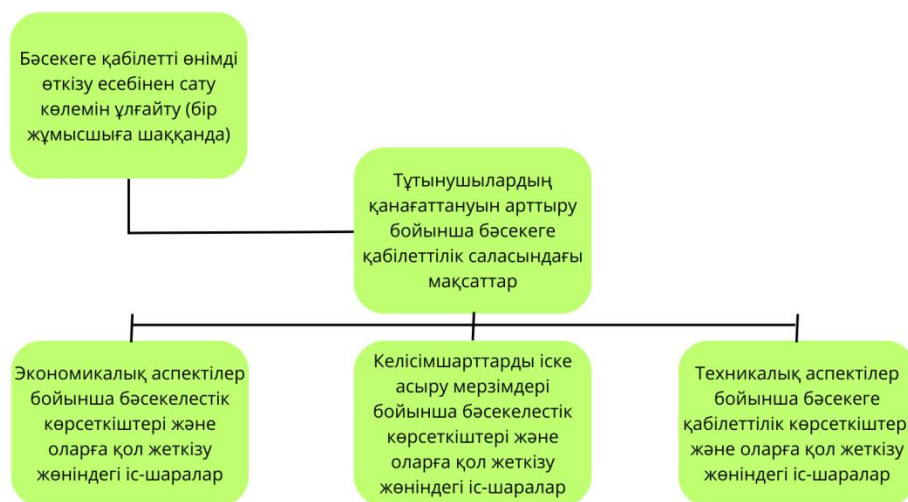 Бәсекеге қабілетті өнімді
өткізу есебінен сату
көлемін ұлғайту (бір
жұмысшыға шаққанда)
Тұтынушылардың
қанағаттануын арттыру
бойынша бәсекеге
қабілеттілік саласындағы
мақсаттар
Экономикалық аспектілер
бойынша бәсекелестік
көрсеткіштері және
оларға қол жеткізу
жөніндегі іс-шаралар
Келісімшарттарды іске
асыру мерзімдері
бойынша бәсекелестік
көрсеткіштері және
оларға қол жеткізу
жөніндегі іс-шаралар
Техникалық аспектілер
бойынша бәсекеге
қабілеттілік көрсеткіштер
және оларға қол жеткізу
жөніндегі іс-шаралар